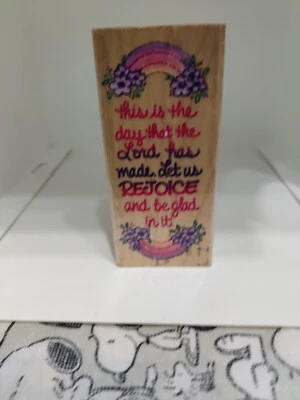 this is the
day that the
Lord has
made. Let us
REJOICE
and be glad
in it